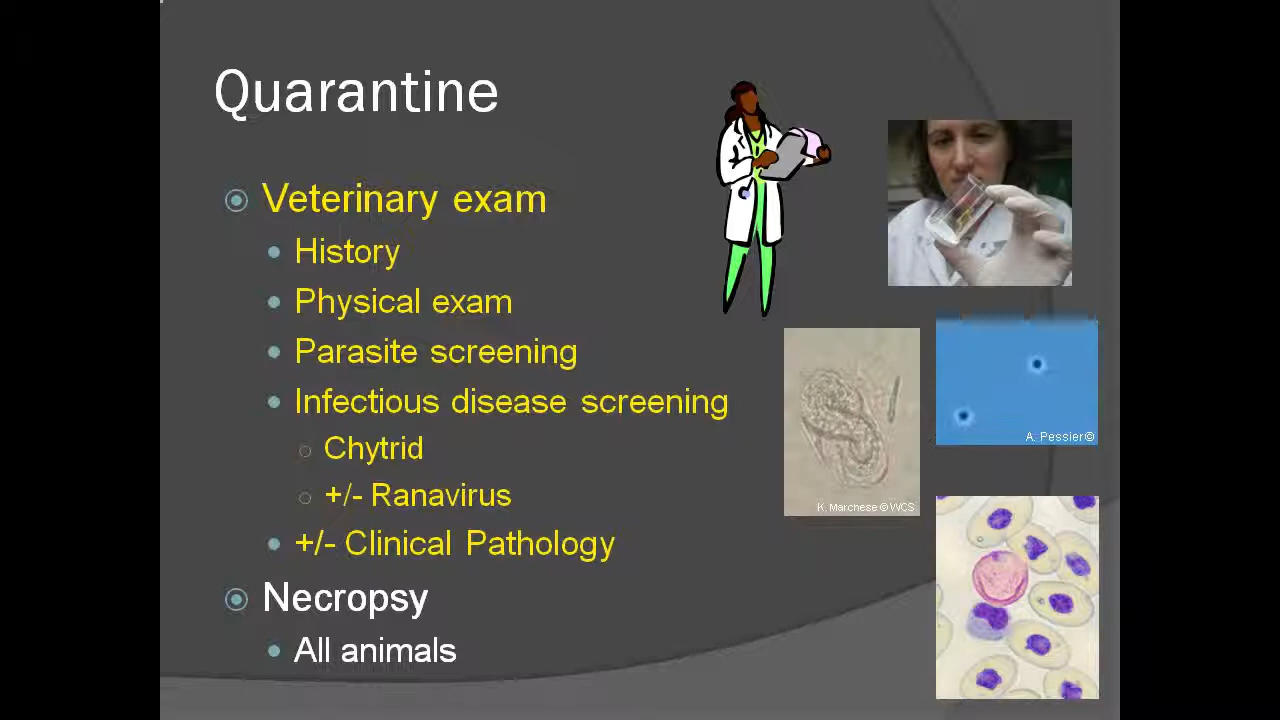 Quarantine
Veterinary exam
History
Physical exam
Parasite screening
Infectious disease screening
Chytrid
+/- Ranavirus
+/- Clinical Pathology
Necropsy
All animals
A. Pessier©
K. Marchese © WCS